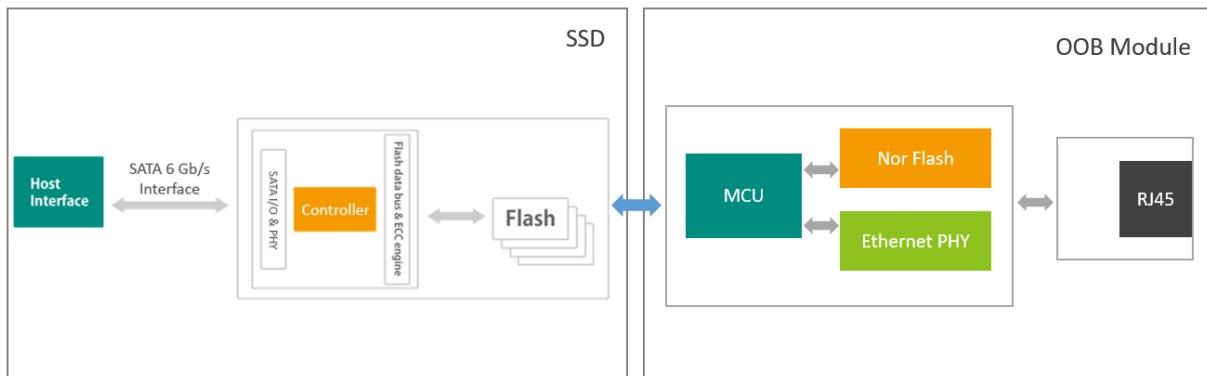 SSD
Host
Interface
SATA 6 Gb/s
Interface
SATA I/O & PHY
Controller
Flash data bus & ECC engine
Flash
OOB Module
MCU
Nor Flash
Ethernet PHY
RJ45